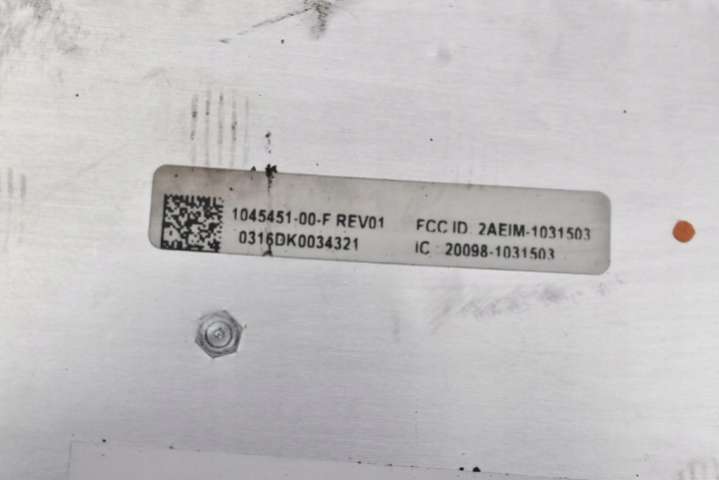 1045451-00-F REV01
0316DK0034321
FCC ID: 2AEIM-1031503
IC : 20098-1031503